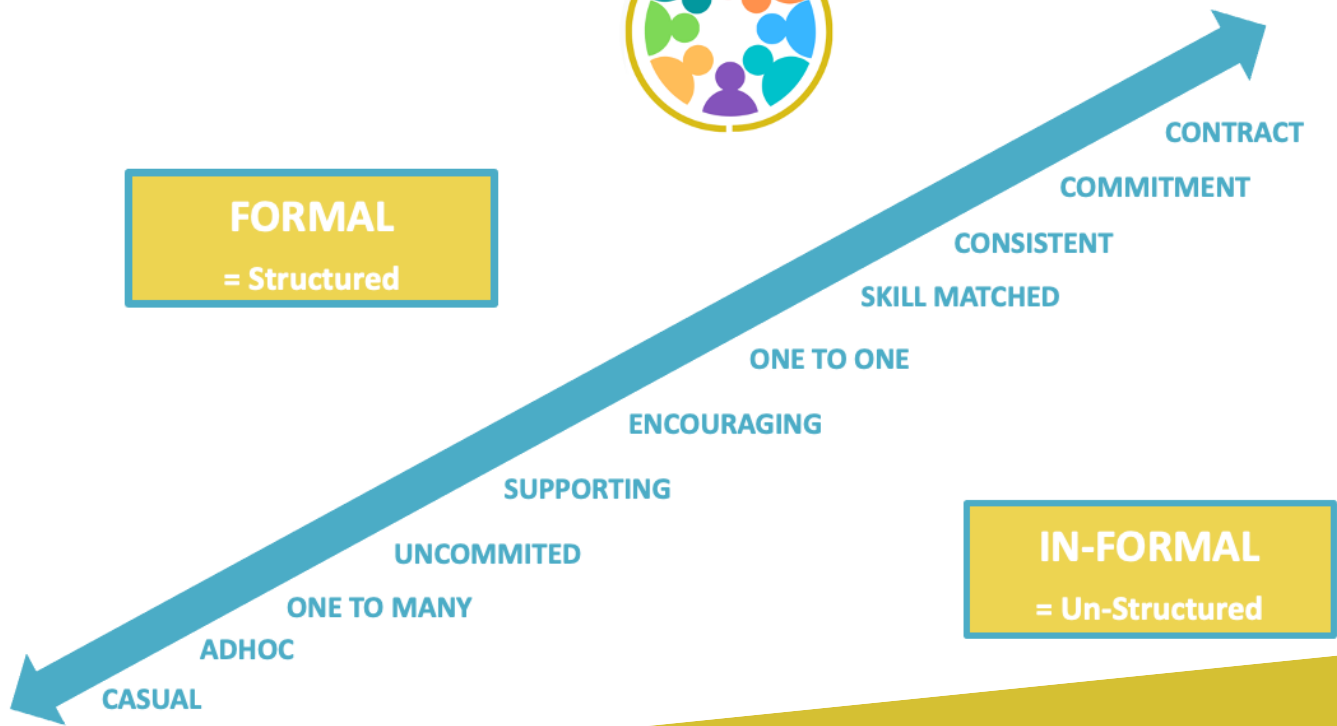 CONTRACT
COMMITMENT
FORMAL
= Structured
CONSISTENT
SKILL MATCHED
ONE TO ONE
ENCOURAGING
SUPPORTING
UNCOMMITED
IN-FORMAL
= Un-Structured
ONE TO MANY
ADHOC
CASUAL